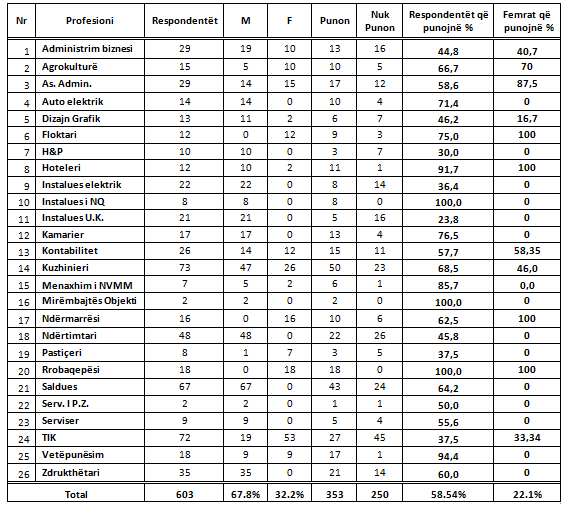 Nr Profesioni Respondentët M F Punon Nuk Punon Respondentët që punojnë % Femrat që punojnë %
1 Administrim biznesi 29 19 10 13 16 44,8 40,7
2 Agrokulturë 15 5 10 10 5 66,7 70
3 As. Admin. 29 14 15 17 12 58,6 87,5
4 Auto elektrik 14 14 0 10 4 71,4 0
5 Dizajn Grafik 13 11 2 6 7 46,2 16,7
6 Floktari 12 0 12 9 3 75,0 100
7 H&P 10 10 0 3 7 30,0 0
8 Hoteleri 12 10 2 11 1 91,7 100
9 Instalues elektrik 22 22 0 8 14 36,4 0
10 Instalues i NQ 8 8 0 8 0 100,0 0
11 Instalues U.K. 21 21 0 5 16 23,8 0
12 Kamarier 17 17 0 13 4 76,5 0
13 Kontabilitet 26 14 12 15 11 57,7 58,35
14 Kuzhinieri 73 47 26 50 23 68,5 46,0
15 Menaxhim i NVMM 7 5 2 6 1 85,7 0,0
16 Mirëmbajtës Objekti 2 2 0 2 0 100,0 0
17 Ndërmarrësi 16 0 16 10 6 62,5 100
18 Ndërtimtari 48 48 0 22 26 45,8 0
19 Pastiçeri 8 1 7 3 5 37,5 0
20 Rrobaqepësi 18 0 18 18 0 100,0 100
21 Saldues 67 67 0 43 24 64,2 0
22 Serv. I P.Z. 2 2 0 1 1 50,0 0
23 Serviser 9 9 0 5 4 55,6 0
24 TIK 72 19 53 27 45 37,5 33,34
25 Vetëpunësim 18 9 9 17 1 94,4 0
26 Zdrukthëtari 35 35 0 21 14 60,0 0
Total 603 67.8% 32.2% 353 250 58.54% 22.1%